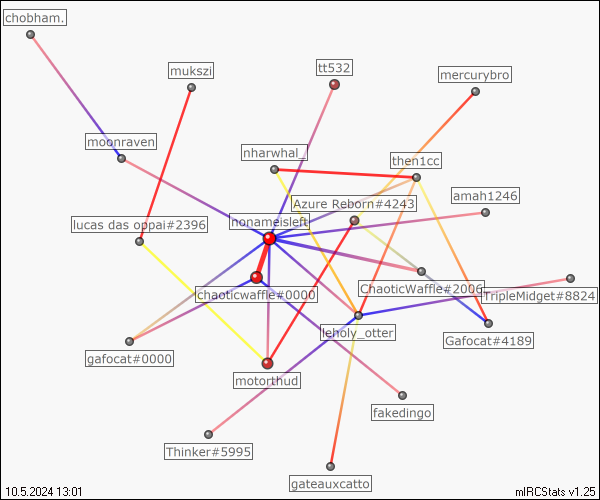 chobham.
mukszi
tt532
mercurybro
moonraven
nharwhal_
then1cc
Azure Reborn#4243
amah1246
lucas das oppai#2396
nonameisleft
chaoticwaffle#0000
ChaoticWaffle#2006
TripleMidget#8824
leholy_otter
Gafocat#4189
gafocat#0000
motorthud
fakedingo
Thinker#5995
gateauxcatto
10.5.2024 13:01
mIRCStats v1.25